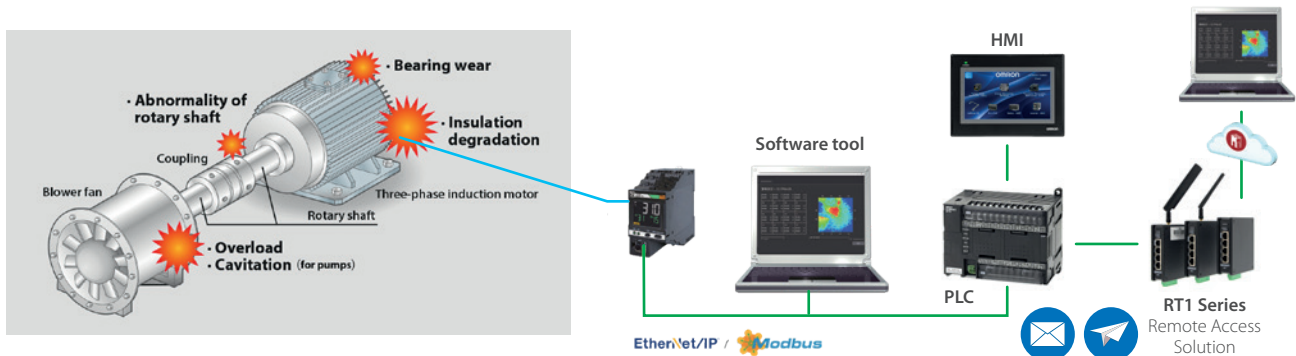 · Bearing wear
· Abnormality of
rotary shaft
· Insulation
degradation
Coupling
Blower fan
Three-phase induction motor
Rotary shaft
· Overload
· Cavitation (for pumps)
Software tool
HMI
OMRON
PLC
EtherNet/IP / Modbus
RT1 Series
Remote Access
Solution